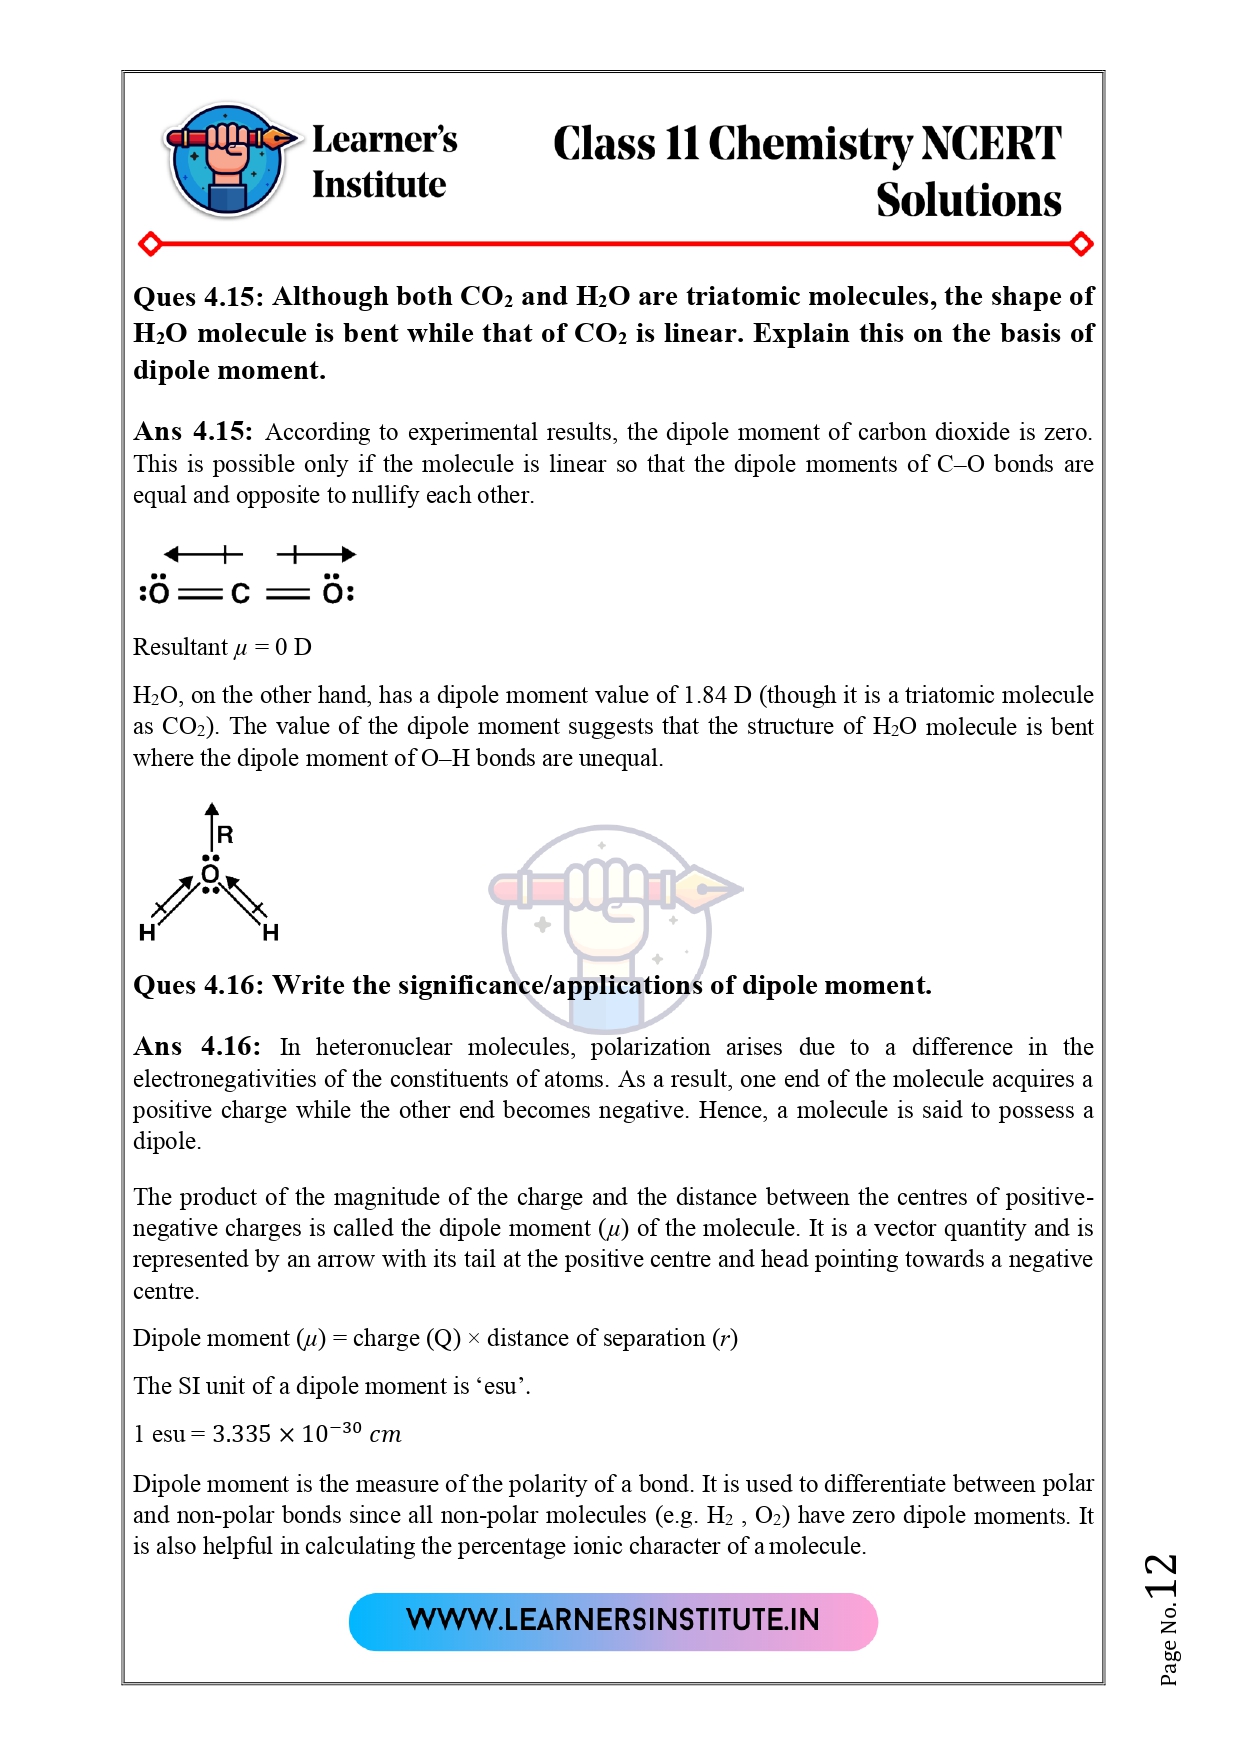 Learner's
Institute
Class 11 Chemistry NCERT
Solutions
Ques 4.15: Although both CO₂ and H₂O are triatomic molecules, the shape of
H₂O molecule is bent while that of CO₂ is linear. Explain this on the basis of
dipole moment.
Ans 4.15: According to experimental results, the dipole moment of carbon dioxide is zero.
This is possible only if the molecule is linear so that the dipole moments of C–O bonds are
equal and opposite to nullify each other.
:Ö = C = Ö:
Resultant μ = 0 D
H₂O, on the other hand, has a dipole moment value of 1.84 D (though it is a triatomic molecule
as CO₂). The value of the dipole moment suggests that the structure of H₂O molecule is bent
where the dipole moment of O–H bonds are unequal.
R
O
H H
Ques 4.16: Write the significance/applications of dipole moment.
Ans 4.16: In heteronuclear molecules, polarization arises due to a difference in the
electronegativities of the constituents of atoms. As a result, one end of the molecule acquires a
positive charge while the other end becomes negative. Hence, a molecule is said to possess a
dipole.
The product of the magnitude of the charge and the distance between the centres of positive-
negative charges is called the dipole moment (μ) of the molecule. It is a vector quantity and is
represented by an arrow with its tail at the positive centre and head pointing towards a negative
centre.
Dipole moment (μ) = charge (Q) × distance of separation (r)
The SI unit of a dipole moment is ‘esu’.
1 esu = 3.335 × 10⁻³⁰ cm
Dipole moment is the measure of the polarity of a bond. It is used to differentiate between polar
and non-polar bonds since all non-polar molecules (e.g. H₂ , O₂) have zero dipole moments. It
is also helpful in calculating the percentage ionic character of a molecule.
WWW.LEARNERSINSTITUTE.IN
Page No.12